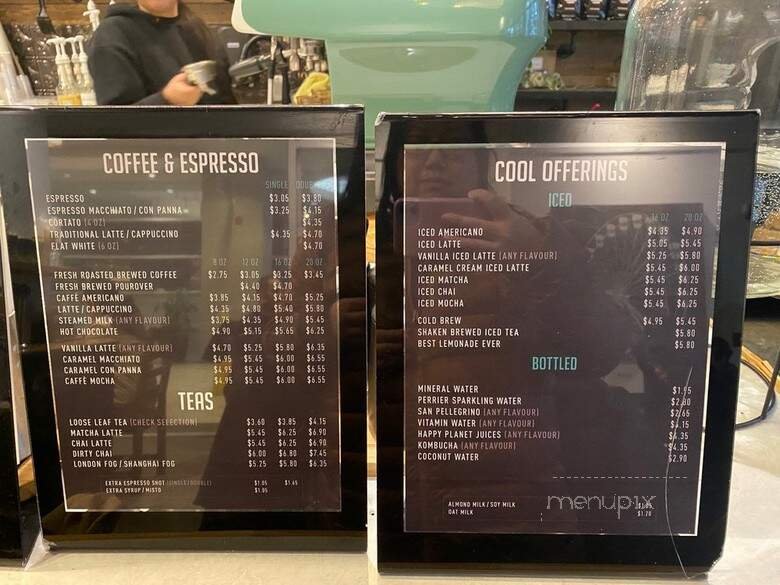 COFFEE & ESPRESSO
SINGLE
ESPRESSO $3.05 $3.80
ESPRESSO MACCHIATO / CON PANNA $3.25 $4.15
CORTADO (4 OZ) $4.35
TRADITIONAL LATTE / CAPPUCCINO $4.35 $4.70
FLAT WHITE (6 OZ) $4.70
8 OZ 12 OZ 16 OZ 20 OZ
FRESH ROASTED BREWED COFFEE $2.75 $3.05 $3.25 $3.45
FRESH BREWED POUROVER $4.40 $4.70
CAFFÈ AMERICANO $3.85 $4.15 $4.70 $5.25
LATTE / CAPPUCCINO $4.35 $4.80 $5.40 $5.80
STEAMED MILK (ANY FLAVOUR) $3.75 $4.35 $4.90 $5.45
HOT CHOCOLATE $4.90 $5.15 $5.65 $6.25
VANILLA LATTE (ANY FLAVOUR) $4.70 $5.25 $5.80 $6.35
CARAMEL MACCHIATO $4.95 $5.45 $6.00 $6.55
CARAMEL CON PANNA $4.95 $5.45 $6.00 $6.55
CAFFÈ MOCHA $4.95 $5.45 $6.00 $6.55
TEAS
LOOSE LEAF TEA (CHECK SELECTION) $3.60 $3.85 $4.15
MATCHA LATTE $5.45 $6.25 $6.90
CHAI LATTE $5.45 $6.25 $6.90
DIRTY CHAI $6.00 $6.80 $7.45
LONDON FOG / SHANGHAI FOG $5.25 $5.80 $6.35
EXTRA ESPRESSO SHOT (SINGLE/DOUBLE) $1.05 $1.65
EXTRA SYRUP / MISTO $1.05
COOL OFFERINGS
ICED
16 OZ 20 OZ
ICED AMERICANO $4.35 $4.90
ICED LATTE $5.05 $5.45
VANILLA ICED LATTE (ANY FLAVOUR) $5.25 $5.80
CARAMEL CREAM ICED LATTE $5.45 $6.00
ICED MATCHA $5.45 $6.25
ICED CHAI $5.45 $6.25
ICED MOCHA $5.45 $6.25
COLD BREW $4.95 $5.45
SHAKEN BREWED ICED TEA $5.80
BEST LEMONADE EVER $5.80
BOTTLED
MINERAL WATER $1.95
PERRIER SPARKLING WATER $2.80
SAN PELLEGRINO (ANY FLAVOUR) $2.65
VITAMIN WATER (ANY FLAVOUR) $4.15
HAPPY PLANET JUICES (ANY FLAVOUR) $4.35
KOMBUCHA (ANY FLAVOUR) $4.35
COCONUT WATER $2.90
ALMOND MILK / SOY MILK
OAT MILK $1.70
menupix